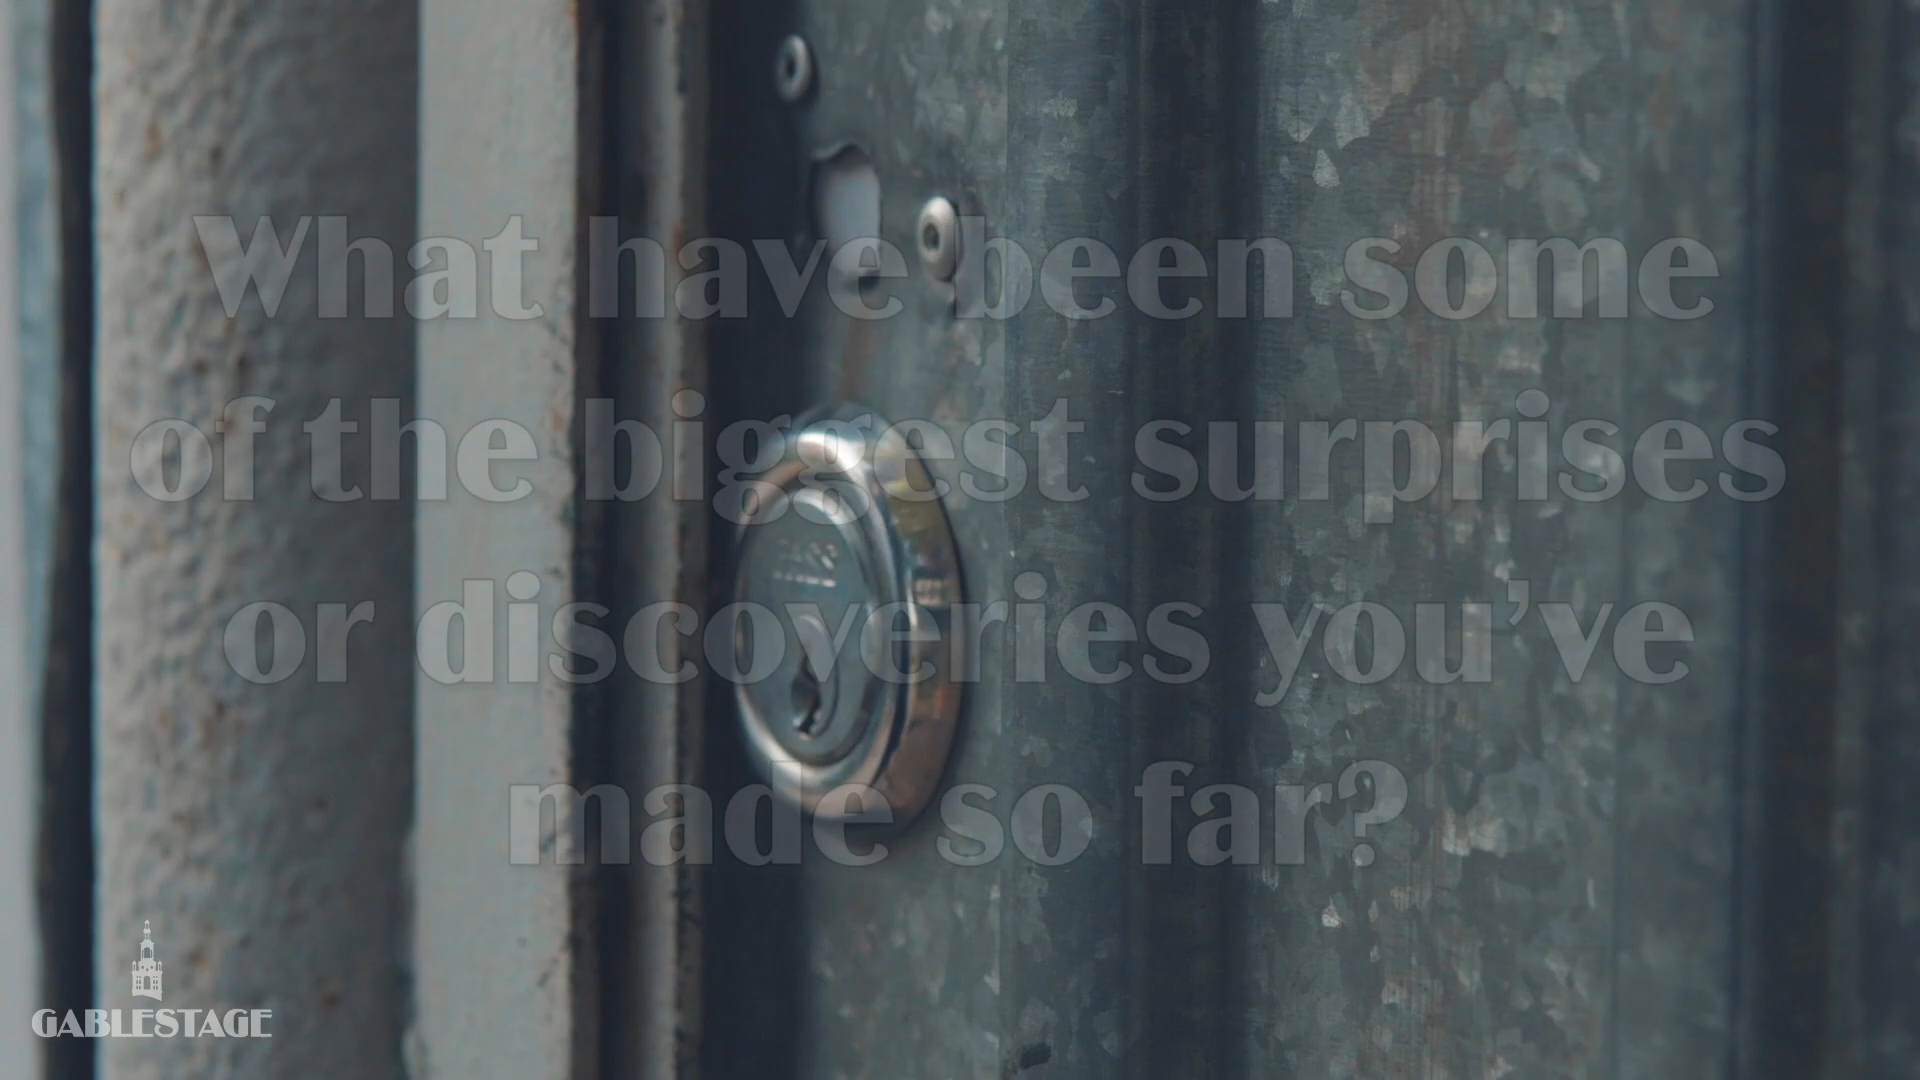 What have been some
of the biggest surprises
or discoveries you've
made so far?
GABLESTAGE